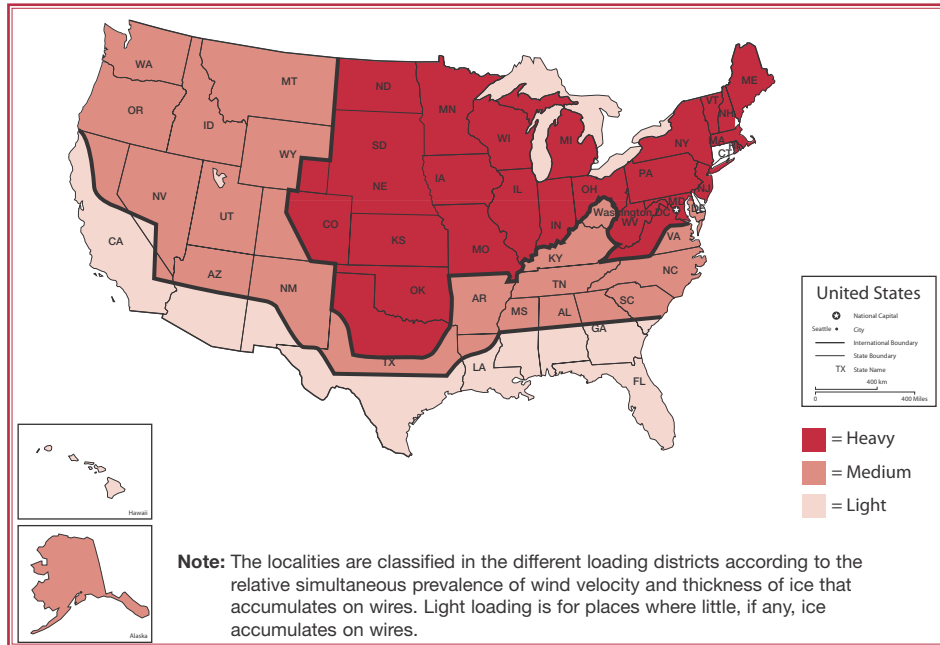 WA
MT
ND
MN
ME
VT
NH
OR
ID
WI
MI
NY
MA
CT
SD
WY
IA
PA
NJ
NE
IL
IN
OH
MD
DE
Washington DC
WV
NV
UT
CO
KS
MO
KY
VA
CA
AZ
NM
OK
AR
TN
NC
SC
MS
AL
GA
TX
LA
FL
United States
National Capital
Seattle
City
International Boundary
State Boundary
TX State Name
400 km
0 400 Miles
= Heavy
= Medium
= Light
Hawaii
Alaska
Note: The localities are classified in the different loading districts according to the
relative simultaneous prevalence of wind velocity and thickness of ice that
accumulates on wires. Light loading is for places where little, if any, ice
accumulates on wires.